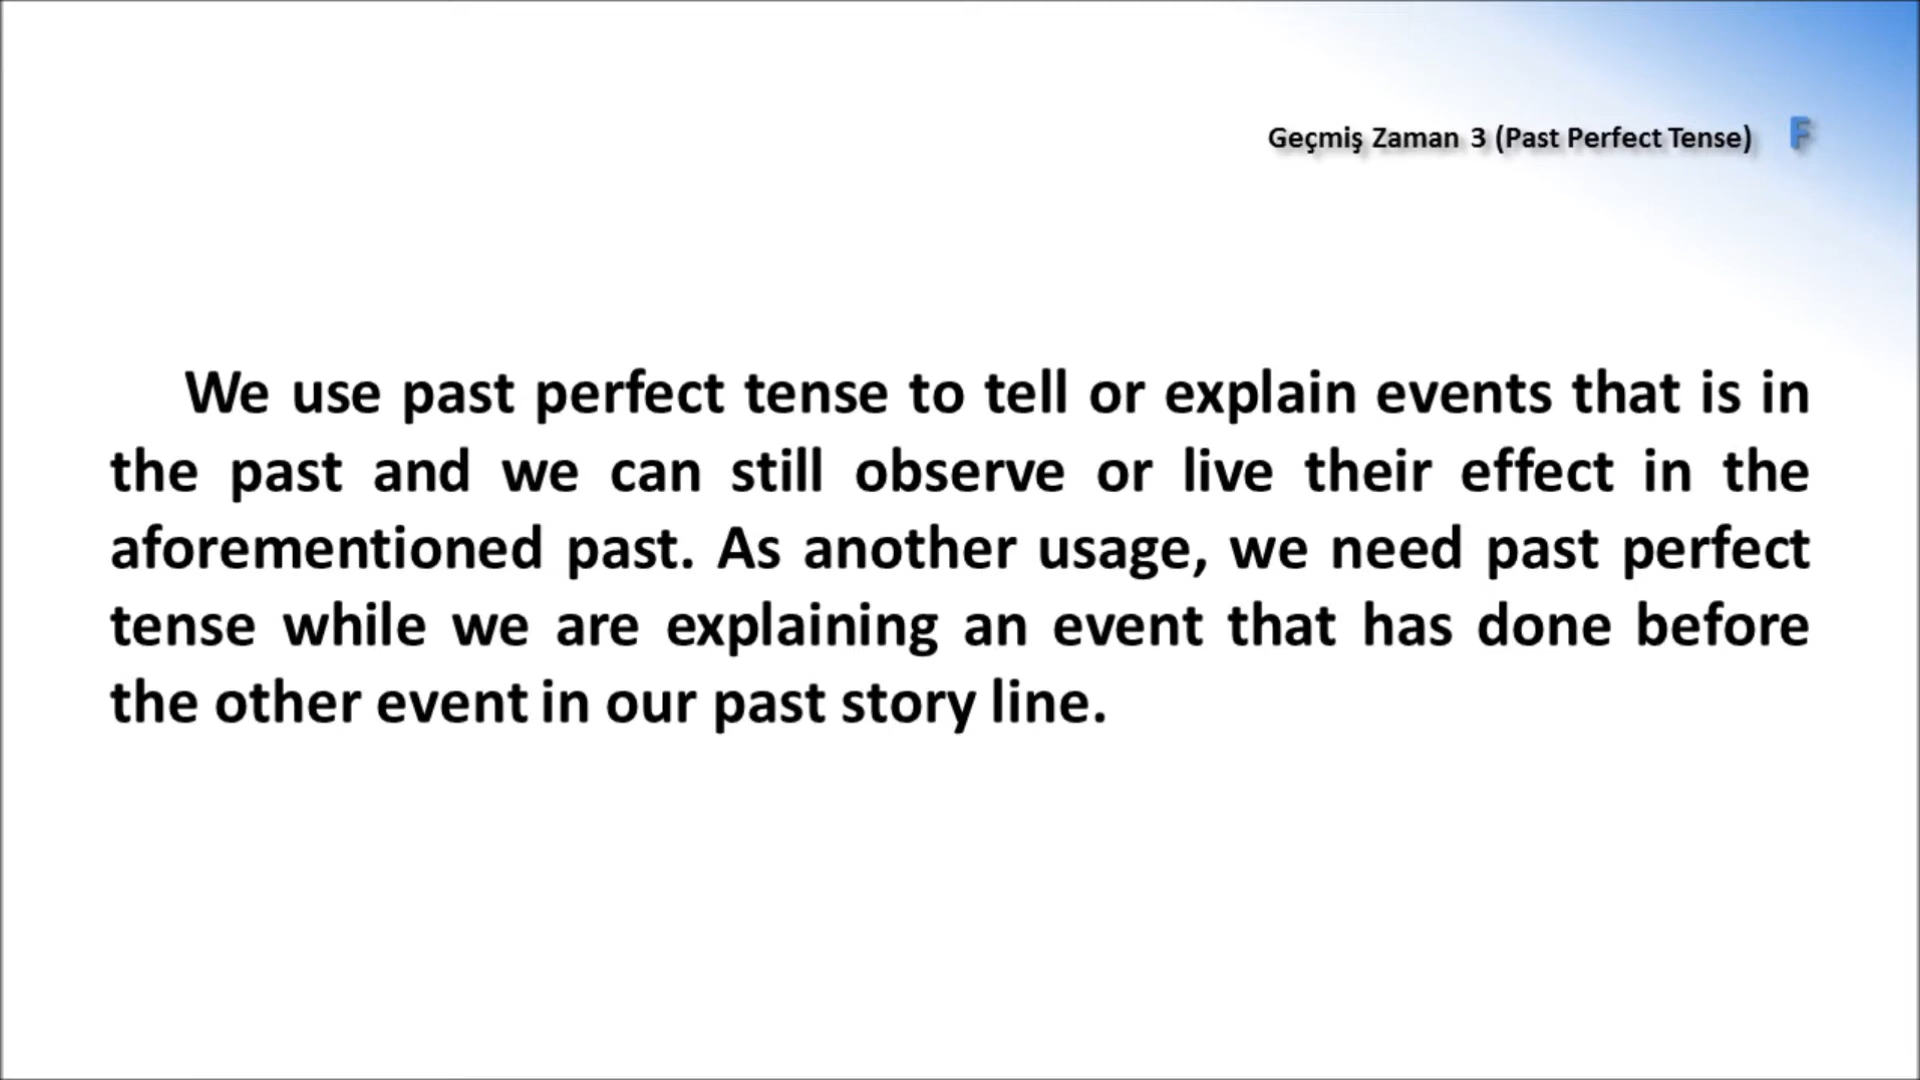 Geçmiş Zaman 3 (Past Perfect Tense) F
We use past perfect tense to tell or explain events that is in
the past and we can still observe or live their effect in the
aforementioned past. As another usage, we need past perfect
tense while we are explaining an event that has done before
the other event in our past story line.